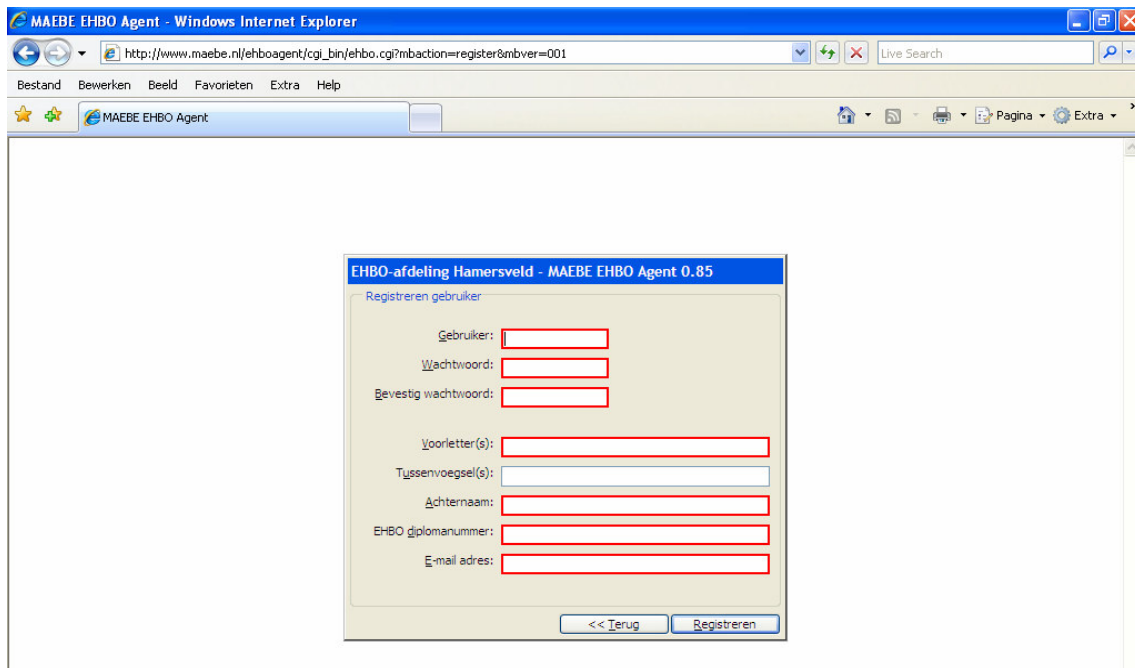 MAEBE EHBO Agent - Windows Internet Explorer
http://www.maebe.nl/ehboagent/cgi_bin/ehbo.cgi?mbaction=register&mbver=001
Live Search
Bestand Bewerken Beeld Favorieten Extra Help
MAEBE EHBO Agent
Pagina
Extra
»
EHBO-afdeling Hamersveld - MAEBE EHBO Agent 0.85
Registreren gebruiker
Gebruiker:
Wachtwoord:
Bevestig wachtwoord:
Voorletter(s):
Tussenvoegsel(s):
Achternaam:
EHBO diplomanummer:
E-mail adres:
<< Terug
Registreren